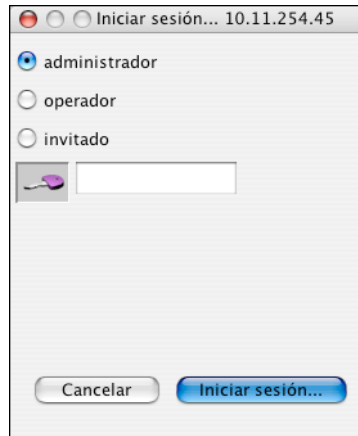 Iniciar sesión... 10.11.254.45
administrador
operador
invitado
Cancelar Iniciar sesión...